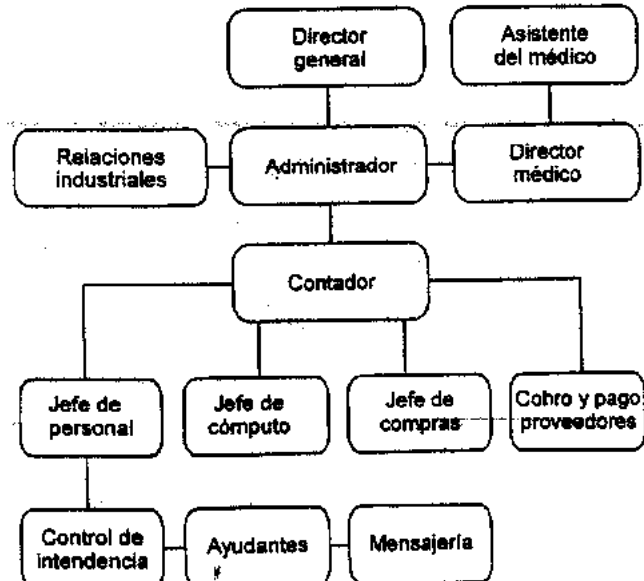 Director
general
Asistente
del médico
Relaciones
industriales
Administrador
Director
médico
Contador
Jefe de
personal
Jefe de
cómputo
Jefe de
compras
Cobro y pago
proveedores
Control de
intendencia
Ayudantes
Mensajería